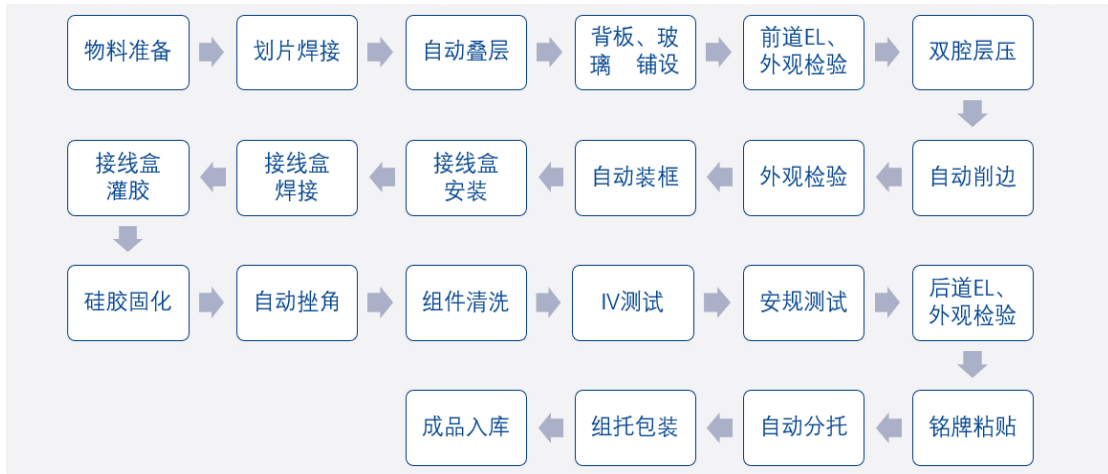 物料准备
划片焊接
自动叠层
背板、玻
璃 铺设
前道EL、
外观检验
双腔层压
自动削边
外观检验
自动装框
接线盒
安装
接线盒
焊接
接线盒
灌胶
硅胶固化
自动挫角
组件清洗
IV测试
安规测试
后道EL、
外观检验
铭牌粘贴
自动分托
组托包装
成品入库